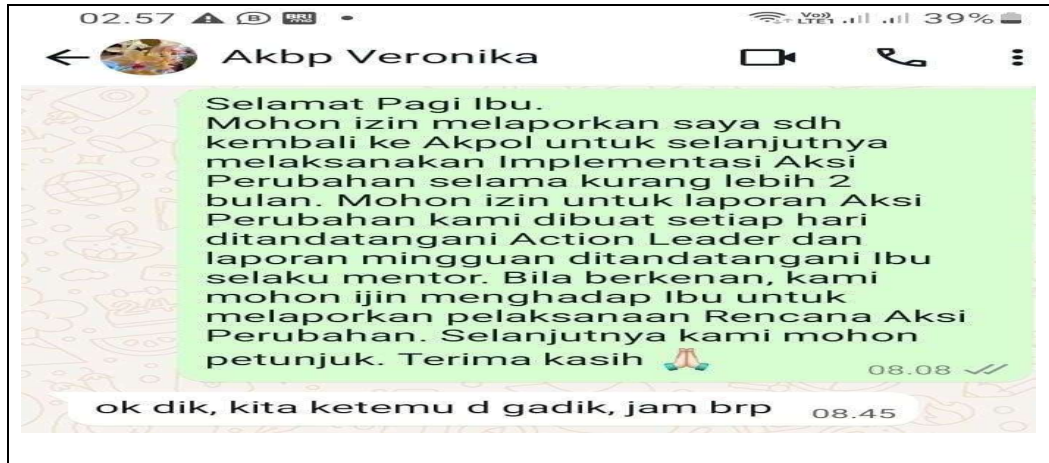 02.57 B BRI 39%
Akbp Veronika
Selamat Pagi Ibu.
Mohon izin melaporkan saya sdh
kembali ke Akpol untuk selanjutnya
melaksanakan Implementasi Aksi
Perubahan selama kurang lebih 2
bulan. Mohon izin untuk laporan Aksi
Perubahan kami dibuat setiap hari
ditandatangani Action Leader dan
laporan mingguan ditandatangani Ibu
selaku mentor. Bila berkenan, kami
mohon ijin menghadap Ibu untuk
melaporkan pelaksanaan Rencana Aksi
Perubahan. Selanjutnya kami mohon
petunjuk. Terima kasih 🙏
08.08
ok dik, kita ketemu d gadik, jam brp 08.45